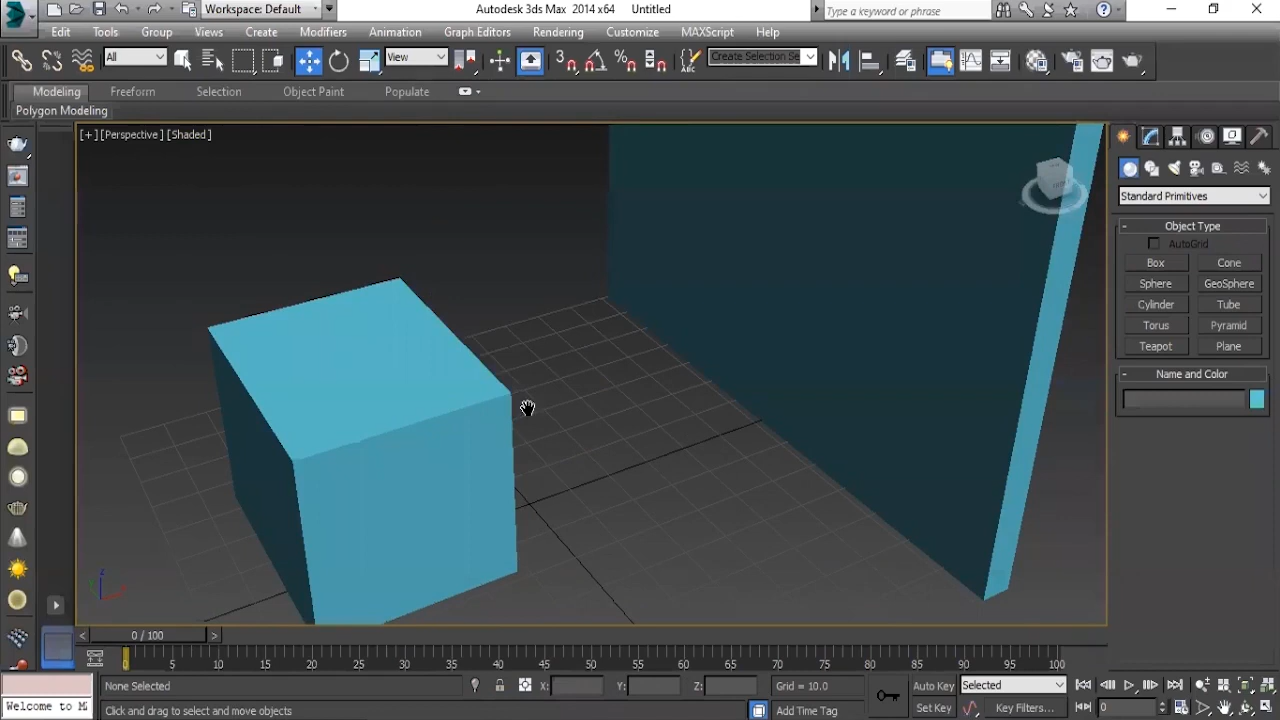 Workspace: Default
Autodesk 3ds Max 2014 x64 Untitled
Type a keyword or phrase
Edit Tools Group Views Create Modifiers Animation Graph Editors Rendering Customize MAXScript Help
All
View
3
Create Selection Se
ABC
Modeling Freeform Selection Object Paint Populate
Polygon Modeling
[+] [Perspective] [Shaded]
Standard Primitives
- Object Type
AutoGrid
Box Cone
Sphere GeoSphere
Cylinder Tube
Torus Pyramid
Teapot Plane
- Name and Color
z
< 0 / 100 >
0 5 10 15 20 25 30 35 40 45 50 55 60 65 70 75 80 85 90 95 100
None Selected X: Y: Z: Grid = 10.0 Auto Key Selected
Welcome to M Click and drag to select and move objects Add Time Tag Set Key Key Filters... 0